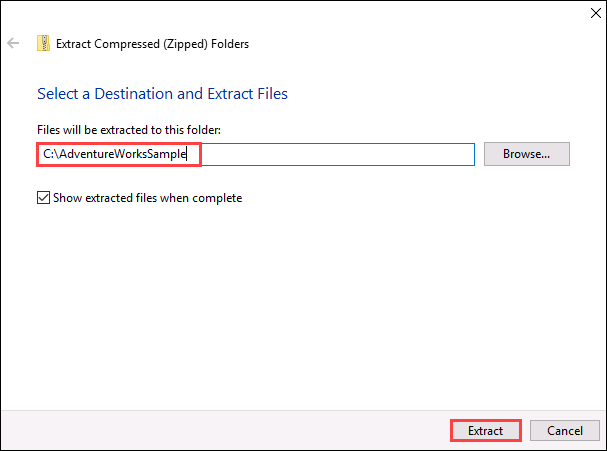 Extract Compressed (Zipped) Folders
Select a Destination and Extract Files
Files will be extracted to this folder:
C:\AdventureWorksSample
Browse...
Show extracted files when complete
Extract
Cancel